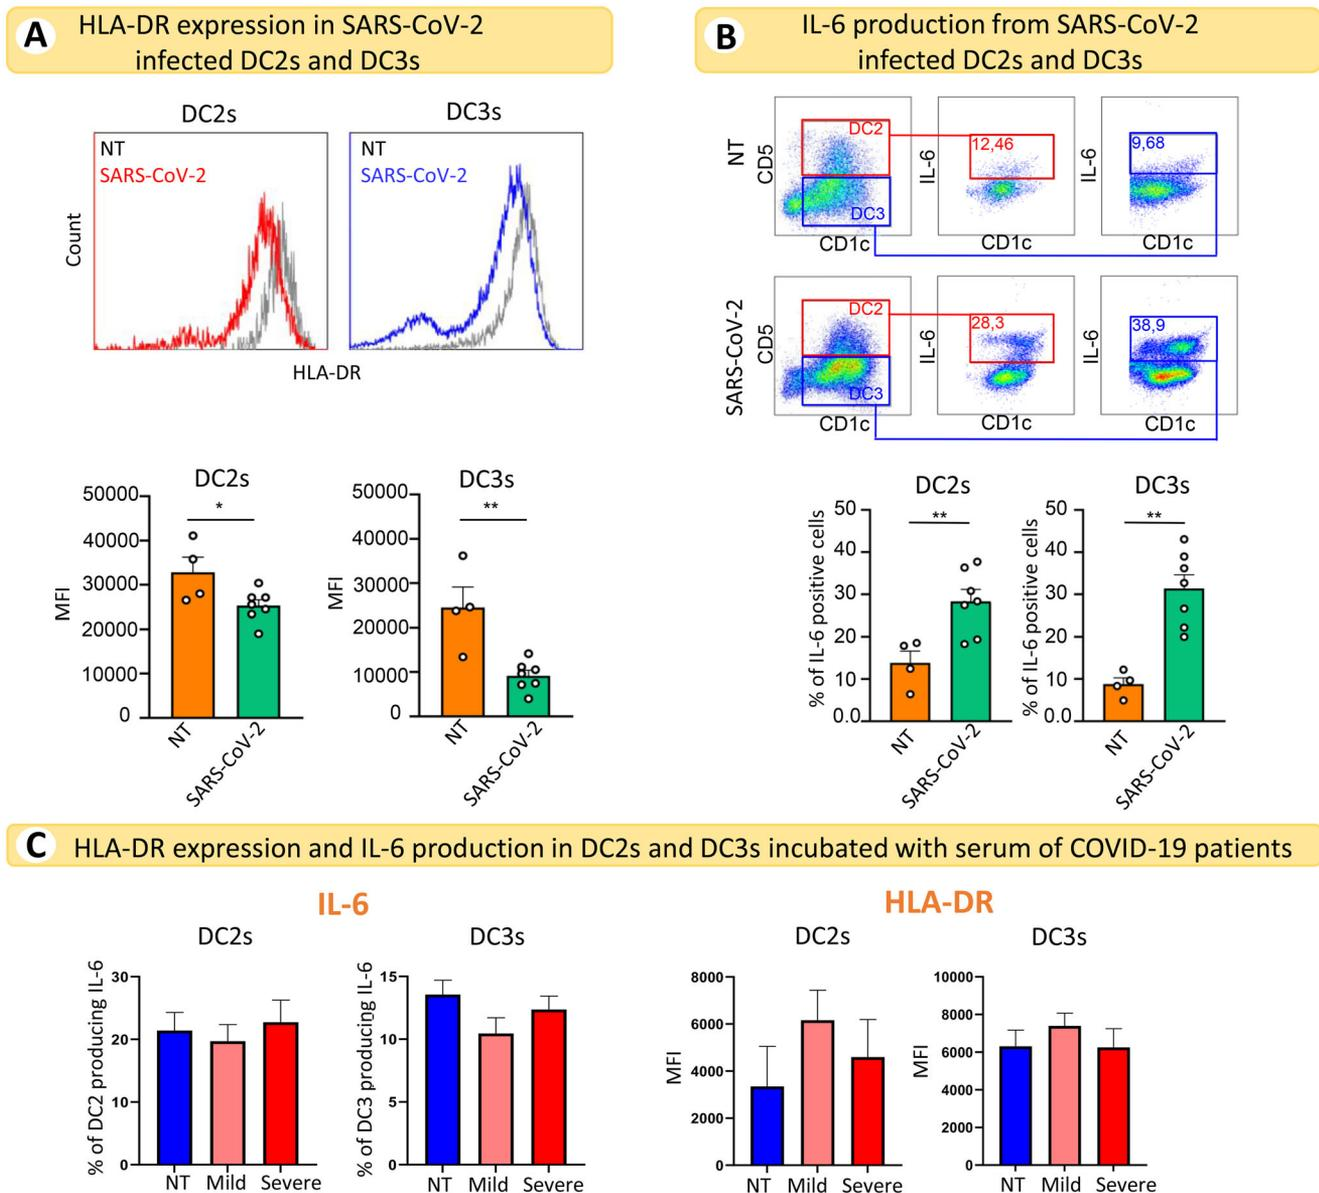 A
HLA-DR expression in SARS-CoV-2
infected DC2s and DC3s
DC2s
DC3s
NT
SARS-CoV-2
NT
SARS-CoV-2
Count
HLA-DR
DC2s
50000
40000
30000
20000
10000
0
MFI
*
NT
SARS-CoV-2
DC3s
50000
40000
30000
20000
10000
0
MFI
**
NT
SARS-CoV-2
B
IL-6 production from SARS-CoV-2
infected DC2s and DC3s
NT
CD5
DC2
DC3
CD1c
IL-6
12,46
CD1c
IL-6
9,68
CD1c
SARS-CoV-2
CD5
DC2
DC3
CD1c
IL-6
28,3
CD1c
IL-6
38,9
CD1c
DC2s
% of IL-6 positive cells
50
40
30
20
10
0.0
**
NT
SARS-CoV-2
DC3s
% of IL-6 positive cells
50
40
30
20
10
0.0
**
NT
SARS-CoV-2
C
HLA-DR expression and IL-6 production in DC2s and DC3s incubated with serum of COVID-19 patients
IL-6
DC2s
% of DC2 producing IL-6
30
20
10
0
NT Mild Severe
DC3s
% of DC3 producing IL-6
15
10
5
0
NT Mild Severe
HLA-DR
DC2s
MFI
8000
6000
4000
2000
0
NT Mild Severe
DC3s
MFI
10000
8000
6000
4000
2000
0
NT Mild Severe